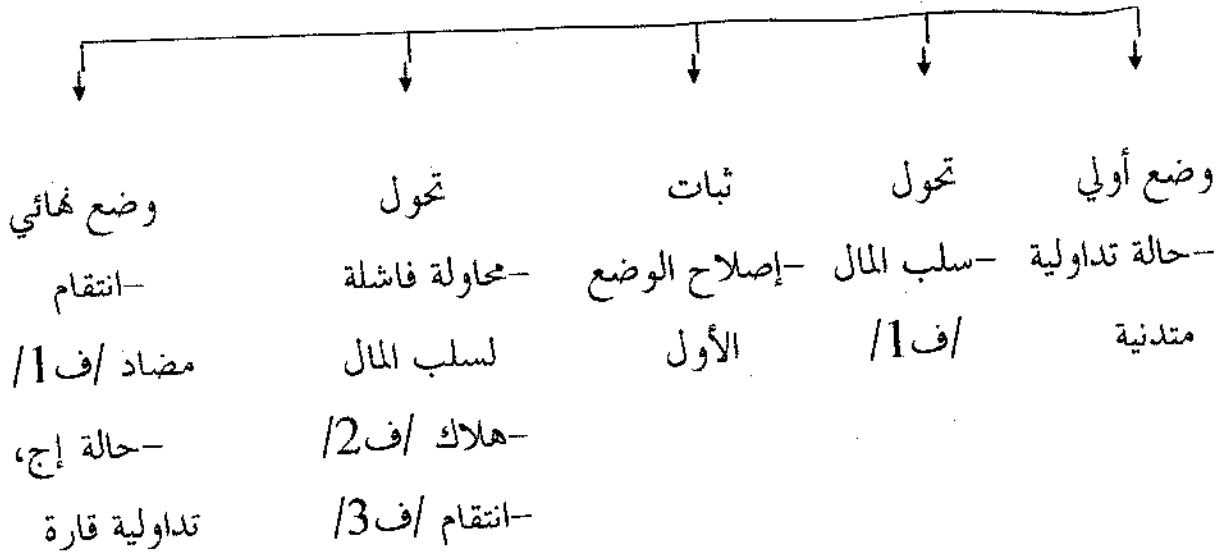 وضع أولي
-حالة تداولية
متدنية
تحول
-سلب المال
/ف1/
ثبات
-إصلاح الوضع
الأول
تحول
-محاولة فاشلة
لسلب المال
-هلاك /ف2/
-انتقام /ف3/
وضع نهائي
-انتقام
مضاد /ف1/
-حالة إج،
تداولية قارة